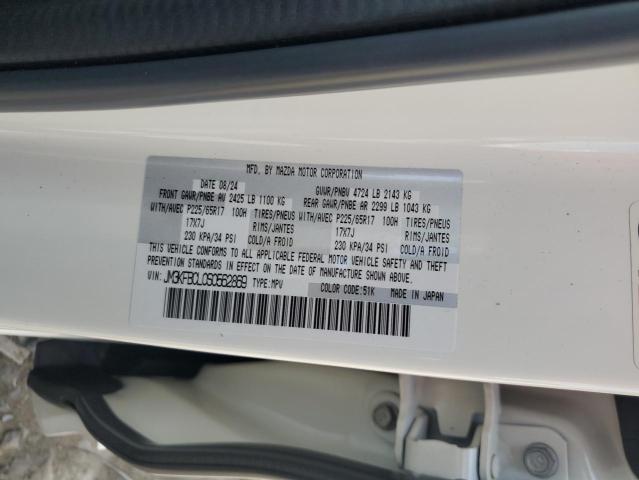 MFD. BY MAZDA MOTOR CORPORATION
DATE 08/24 GVWR/PNBV 4724 LB 2143 KG
FRONT GAWR/PNBE AV 2425 LB 1100 KG REAR GAWR/PNBE AR 2299 LB 1043 KG
WITH/AVEC P225/65R17 100H TIRES/PNEUS WITH/AVEC P225/65R17 100H TIRES/PNEUS
17X7J RIMS/JANTES 17X7J RIMS/JANTES
230 KPA/34 PSI COLD/A FROID 230 KPA/34 PSI COLD/A FROID
THIS VEHICLE CONFORMS TO ALL APPLICABLE FEDERAL MOTOR VEHICLE SAFETY AND THEFT
PREVENTION STANDARDS IN EFFECT ON THE DATE OF MANUFACTURE SHOWN ABOVE.
JM3KFBCL0S0562869 TYPE:MPV
COLOR CODE:51K MADE IN JAPAN